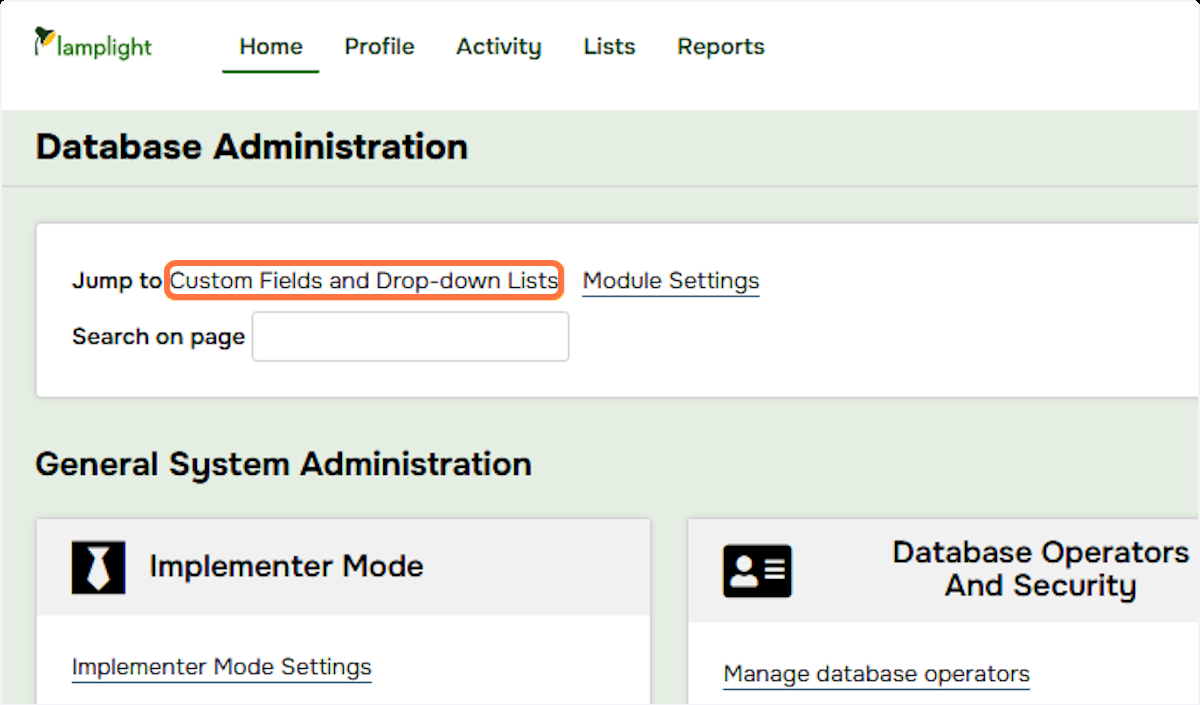 lamplight Home Profile Activity Lists Reports
Database Administration
Jump to Custom Fields and Drop-down Lists Module Settings
Search on page
General System Administration
Implementer Mode
Database Operators
And Security
Implementer Mode Settings
Manage database operators